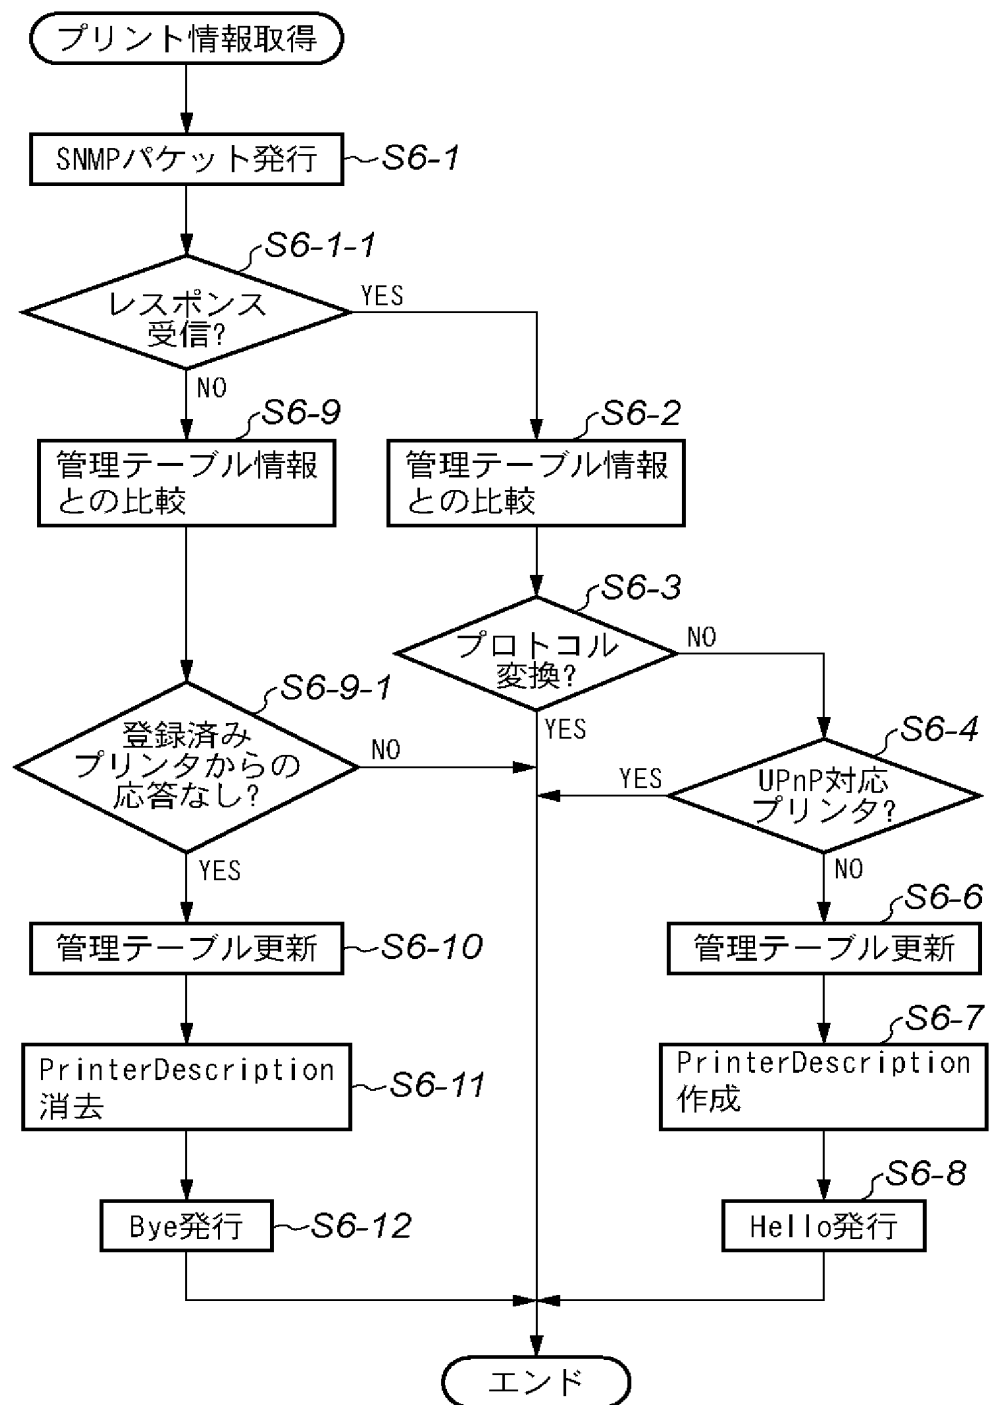 プリント情報取得
SNMPパケット発行
S6-1
S6-1-1
レスポンス
受信?
YES
NO
S6-9
管理テーブル情報
との比較
S6-2
管理テーブル情報
との比較
S6-3
プロトコル
変換?
NO
YES
S6-9-1
登録済み
プリンタからの
応答なし?
NO
YES
S6-4
UPnP対応
プリンタ?
YES
NO
管理テーブル更新
S6-10
S6-6
管理テーブル更新
PrinterDescription
消去
S6-11
S6-7
PrinterDescription
作成
Bye発行
S6-12
S6-8
Hello発行
エンド